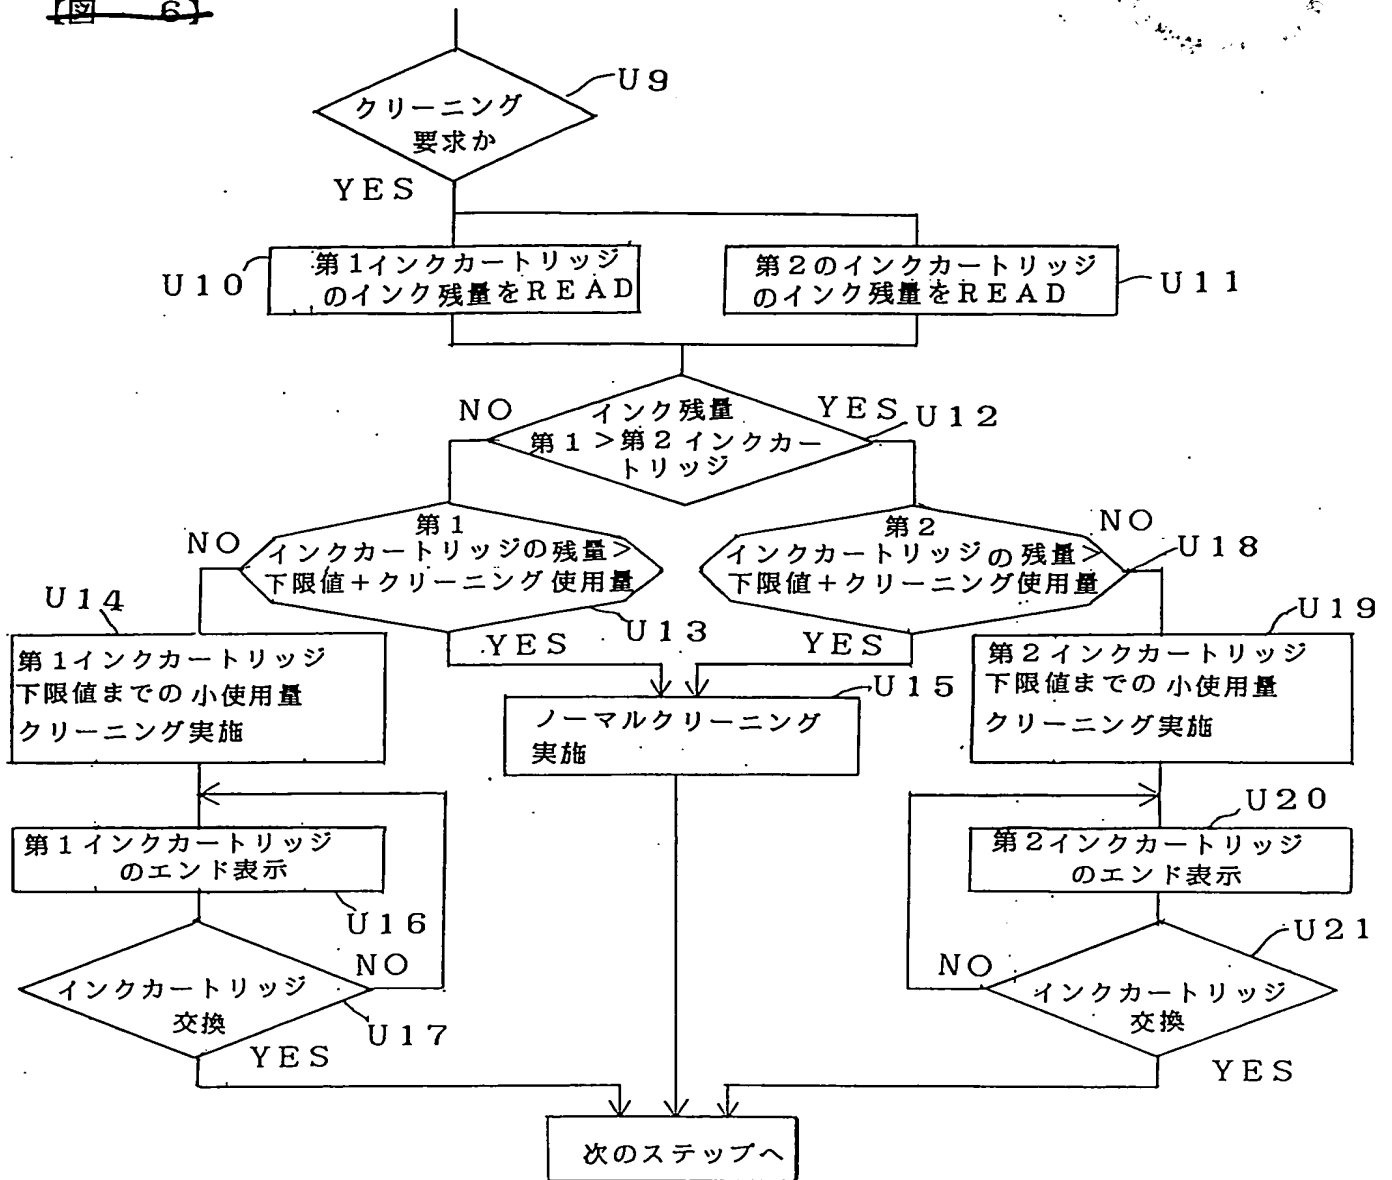 【図 6】
U9
クリーニング
要求か
YES
U10
第1インクカートリッジ
のインク残量をREAD
第2のインクカートリッジ
のインク残量をREAD
U11
NO
インク残量
第1>第2インクカー
トリッジ
YES
U12
NO
第1
インクカートリッジの残量>
下限値+クリーニング使用量
U13
YES
第2
インクカートリッジの残量>
下限値+クリーニング使用量
NO
U18
YES
U14
第1インクカートリッジ
下限値までの小使用量
クリーニング実施
U15
ノーマルクリーニング
実施
U19
第2インクカートリッジ
下限値までの小使用量
クリーニング実施
第1インクカートリッジ
のエンド表示
U16
U20
第2インクカートリッジ
のエンド表示
インクカートリッジ
交換
NO
U17
YES
U21
NO
インクカートリッジ
交換
YES
次のステップへ